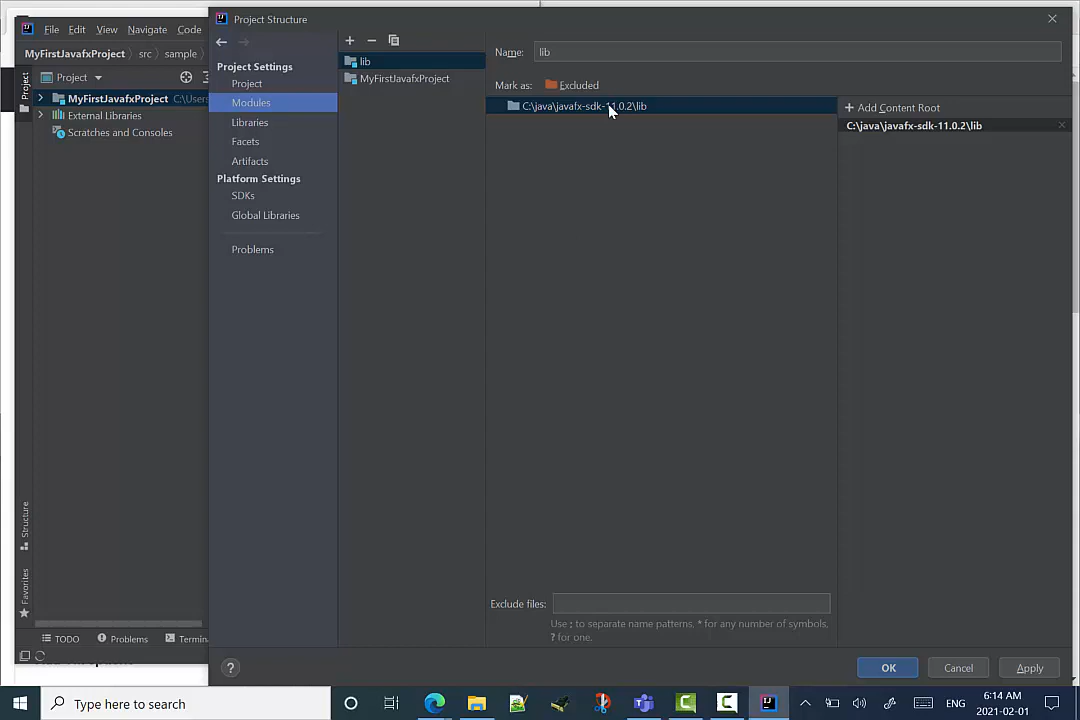 Project Structure
File Edit View Navigate Code
MyFirstJavafxProject src sample
Project
MyFirstJavafxProject C:\Users
External Libraries
Scratches and Consoles
Project
Structure
Favorites
TODO Problems Termin
Project Settings
Project
Modules
Libraries
Facets
Artifacts
Platform Settings
SDKs
Global Libraries
Problems
lib
MyFirstJavafxProject
Name: lib
Mark as: Excluded
C:\java\javafx-sdk-11.0.2\lib
+ Add Content Root
C:\java\javafx-sdk-11.0.2\lib
Exclude files:
Use ; to separate name patterns, * for any number of symbols,
? for one.
?
OK Cancel Apply
Type here to search
ENG
6:14 AM
2021-02-01